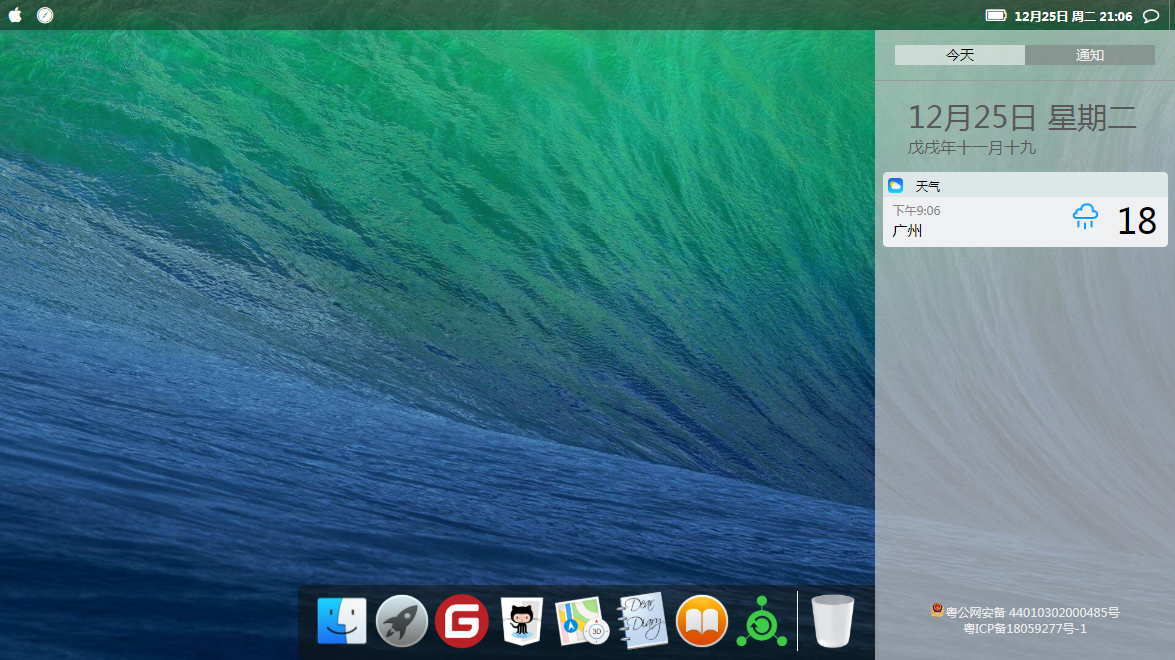 12月25日 周二 21:06
今天
通知
12月25日 星期二
戊戌年十一月十九
天气
下午9:06
广州
18
粤公网安备 44010302000485号
粤ICP备18059277号-1
3D
Dear
Diary